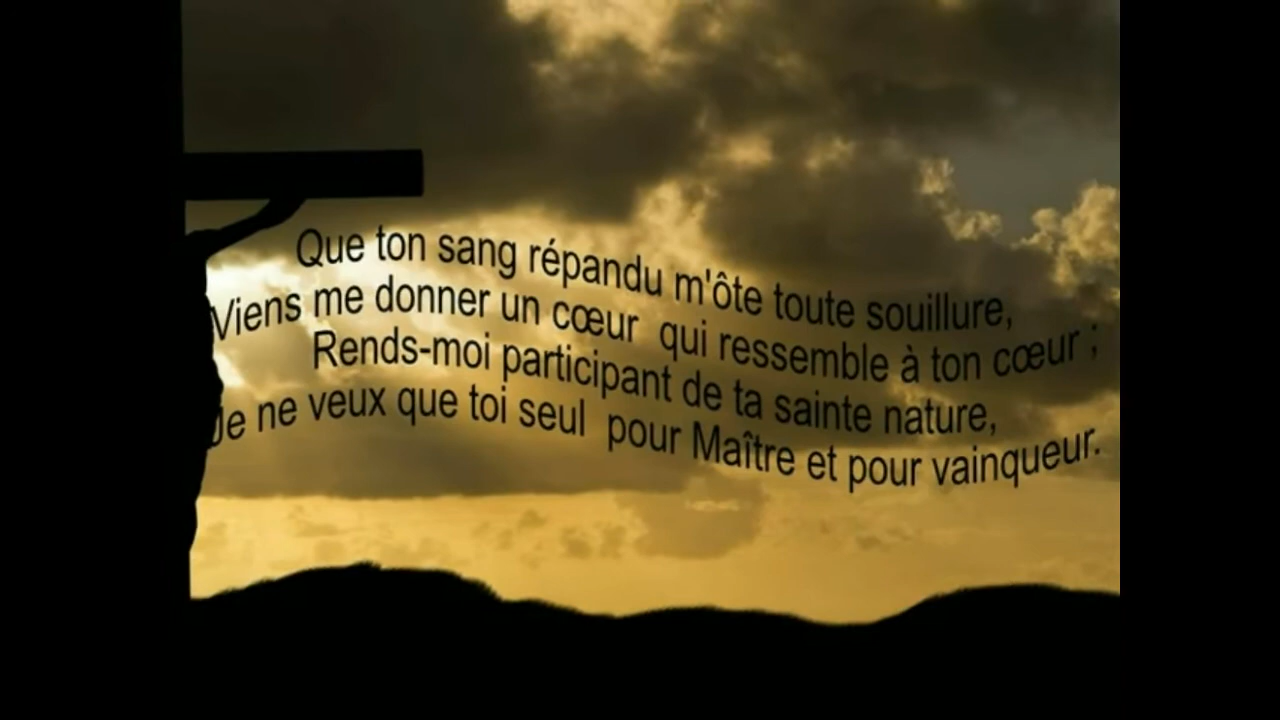 Que ton sang répandu m'ôte toute souillure,
Viens me donner un cœur qui ressemble à ton cœur ;
Rends-moi participant de ta sainte nature,
Je ne veux que toi seul pour Maître et pour vainqueur.